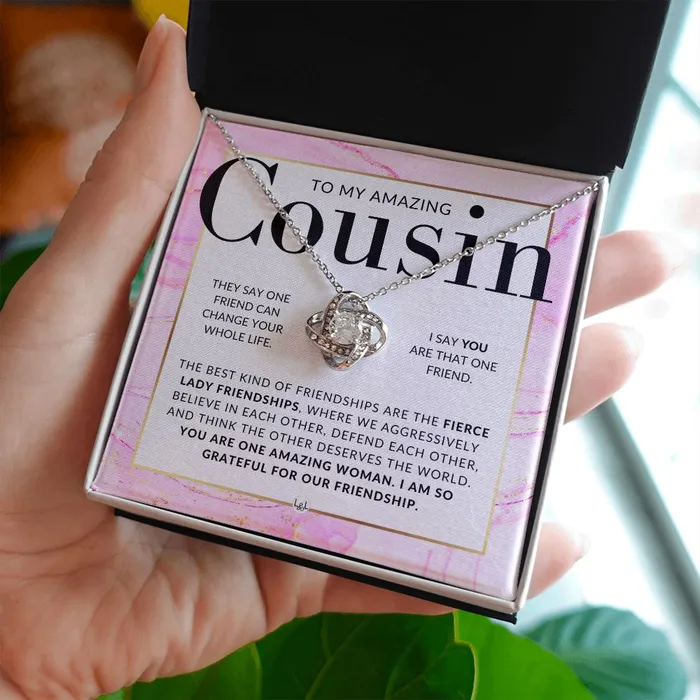 TO MY AMAZING
Cousin
THEY SAY ONE
FRIEND CAN
CHANGE YOUR
WHOLE LIFE.
I SAY YOU
ARE THAT ONE
FRIEND.
THE BEST KIND OF FRIENDSHIPS ARE THE FIERCE
LADY FRIENDSHIPS, WHERE WE AGGRESSIVELY
BELIEVE IN EACH OTHER, DEFEND EACH OTHER,
AND THINK THE OTHER DESERVES THE WORLD.
YOU ARE ONE AMAZING WOMAN. I AM SO
GRATEFUL FOR OUR FRIENDSHIP.